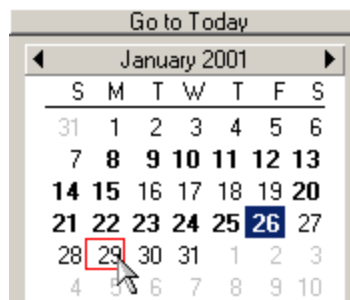 Go to Today
January 2001
S M T W T F S
31 1 2 3 4 5 6
7 8 9 10 11 12 13
14 15 16 17 18 19 20
21 22 23 24 25 26 27
28 29 30 31 1 2 3
4 5 6 7 8 9 10